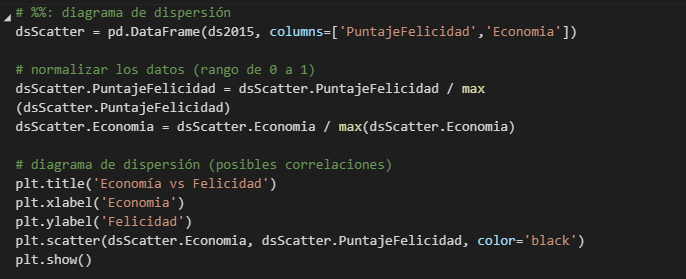 # %%: diagrama de dispersión
dsScatter = pd.DataFrame(ds2015, columns=['PuntajeFelicidad','Economia'])
# normalizar los datos (rango de 0 a 1)
dsScatter.PuntajeFelicidad = dsScatter.PuntajeFelicidad / max
(dsScatter.PuntajeFelicidad)
dsScatter.Economia = dsScatter.Economia / max(dsScatter.Economia)
# diagrama de dispersión (posibles correlaciones)
plt.title('Economía vs Felicidad')
plt.xlabel('Economia')
plt.ylabel('Felicidad')
plt.scatter(dsScatter.Economia, dsScatter.PuntajeFelicidad, color='black')
plt.show()